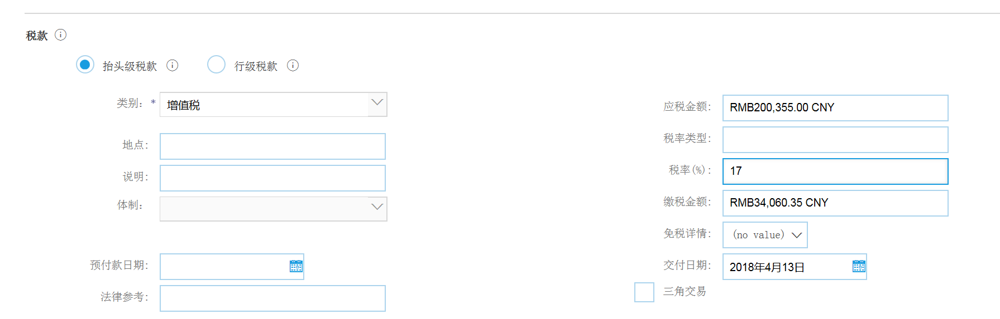 税款
抬头级税款 行级税款
类别：* 增值税
地点：
说明：
体制：
预付款日期：
法律参考：
应税金额： RMB200,355.00 CNY
税率类型：
税率(%)： 17
缴税金额： RMB34,060.35 CNY
免税详情： (no value)
交付日期： 2018年4月13日
三角交易